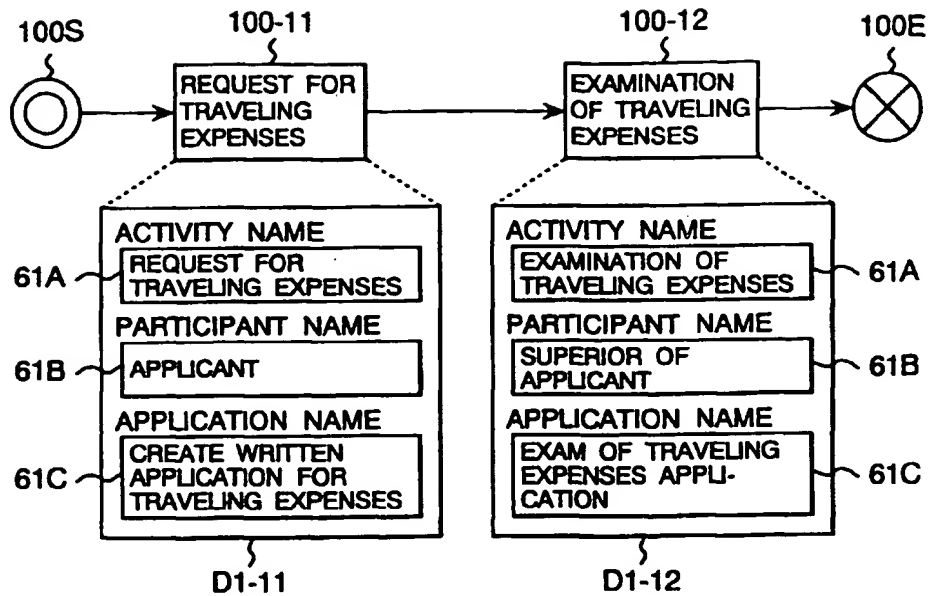 100S
100-11
100-12
100E
REQUEST FOR
TRAVELING
EXPENSES
EXAMINATION
OF TRAVELING
EXPENSES
ACTIVITY NAME
61A
REQUEST FOR
TRAVELING EXPENSES
PARTICIPANT NAME
61B
APPLICANT
APPLICATION NAME
61C
CREATE WRITTEN
APPLICATION FOR
TRAVELING EXPENSES
D1-11
ACTIVITY NAME
EXAMINATION OF
TRAVELING EXPENSES
61A
PARTICIPANT NAME
SUPERIOR OF
APPLICANT
61B
APPLICATION NAME
EXAM OF TRAVELING
EXPENSES APPLI-
CATION
61C
D1-12